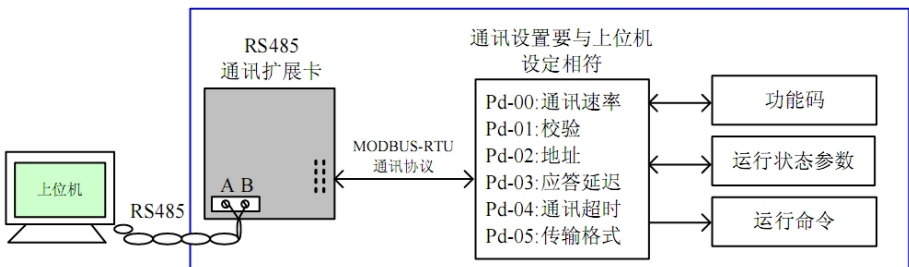 RS485
通讯扩展卡
通讯设置要与上位机
设定相符
Pd-00:通讯速率
Pd-01:校验
Pd-02:地址
Pd-03:应答延迟
Pd-04:通讯超时
Pd-05:传输格式
功能码
运行状态参数
运行命令
MODBUS-RTU
通讯协议
A B
上位机
RS485